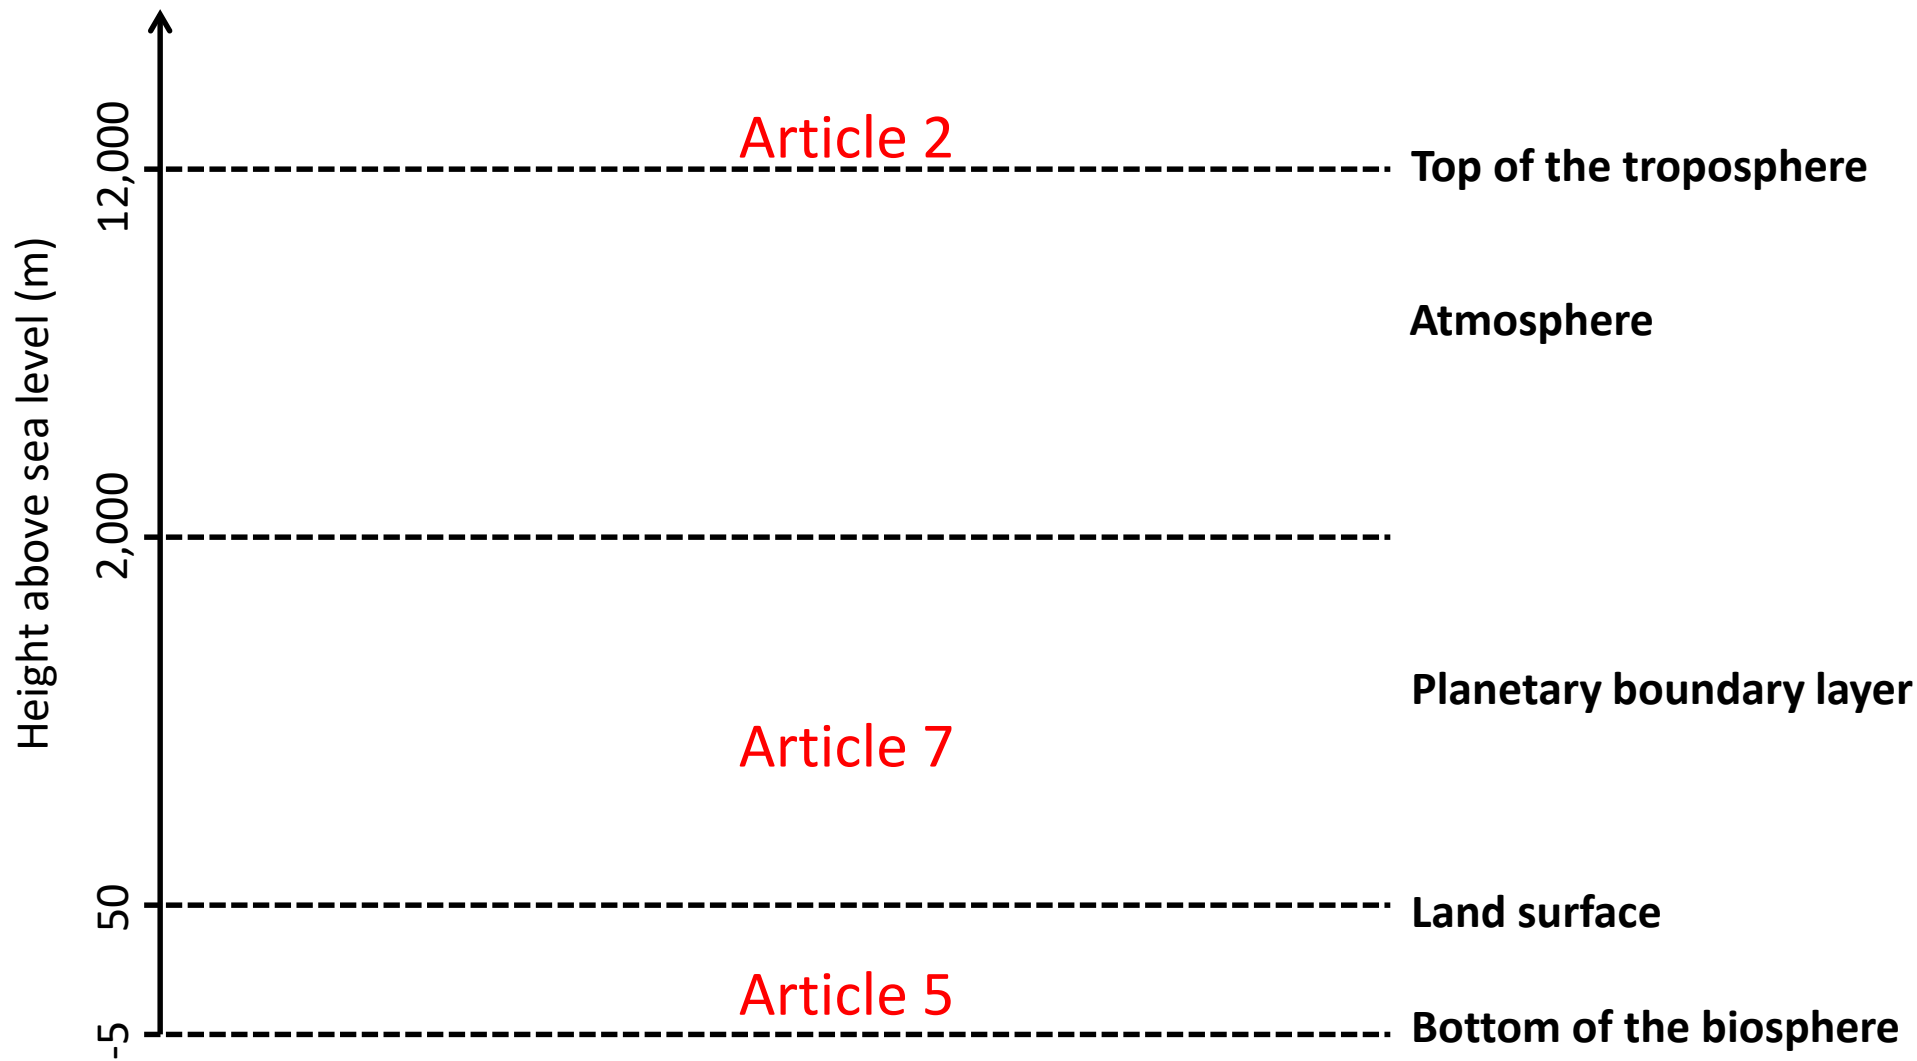 Height above sea level (m)
12,000
2,000
50
-5
Article 2
Article 7
Article 5
Top of the troposphere
Atmosphere
Planetary boundary layer
Land surface
Bottom of the biosphere